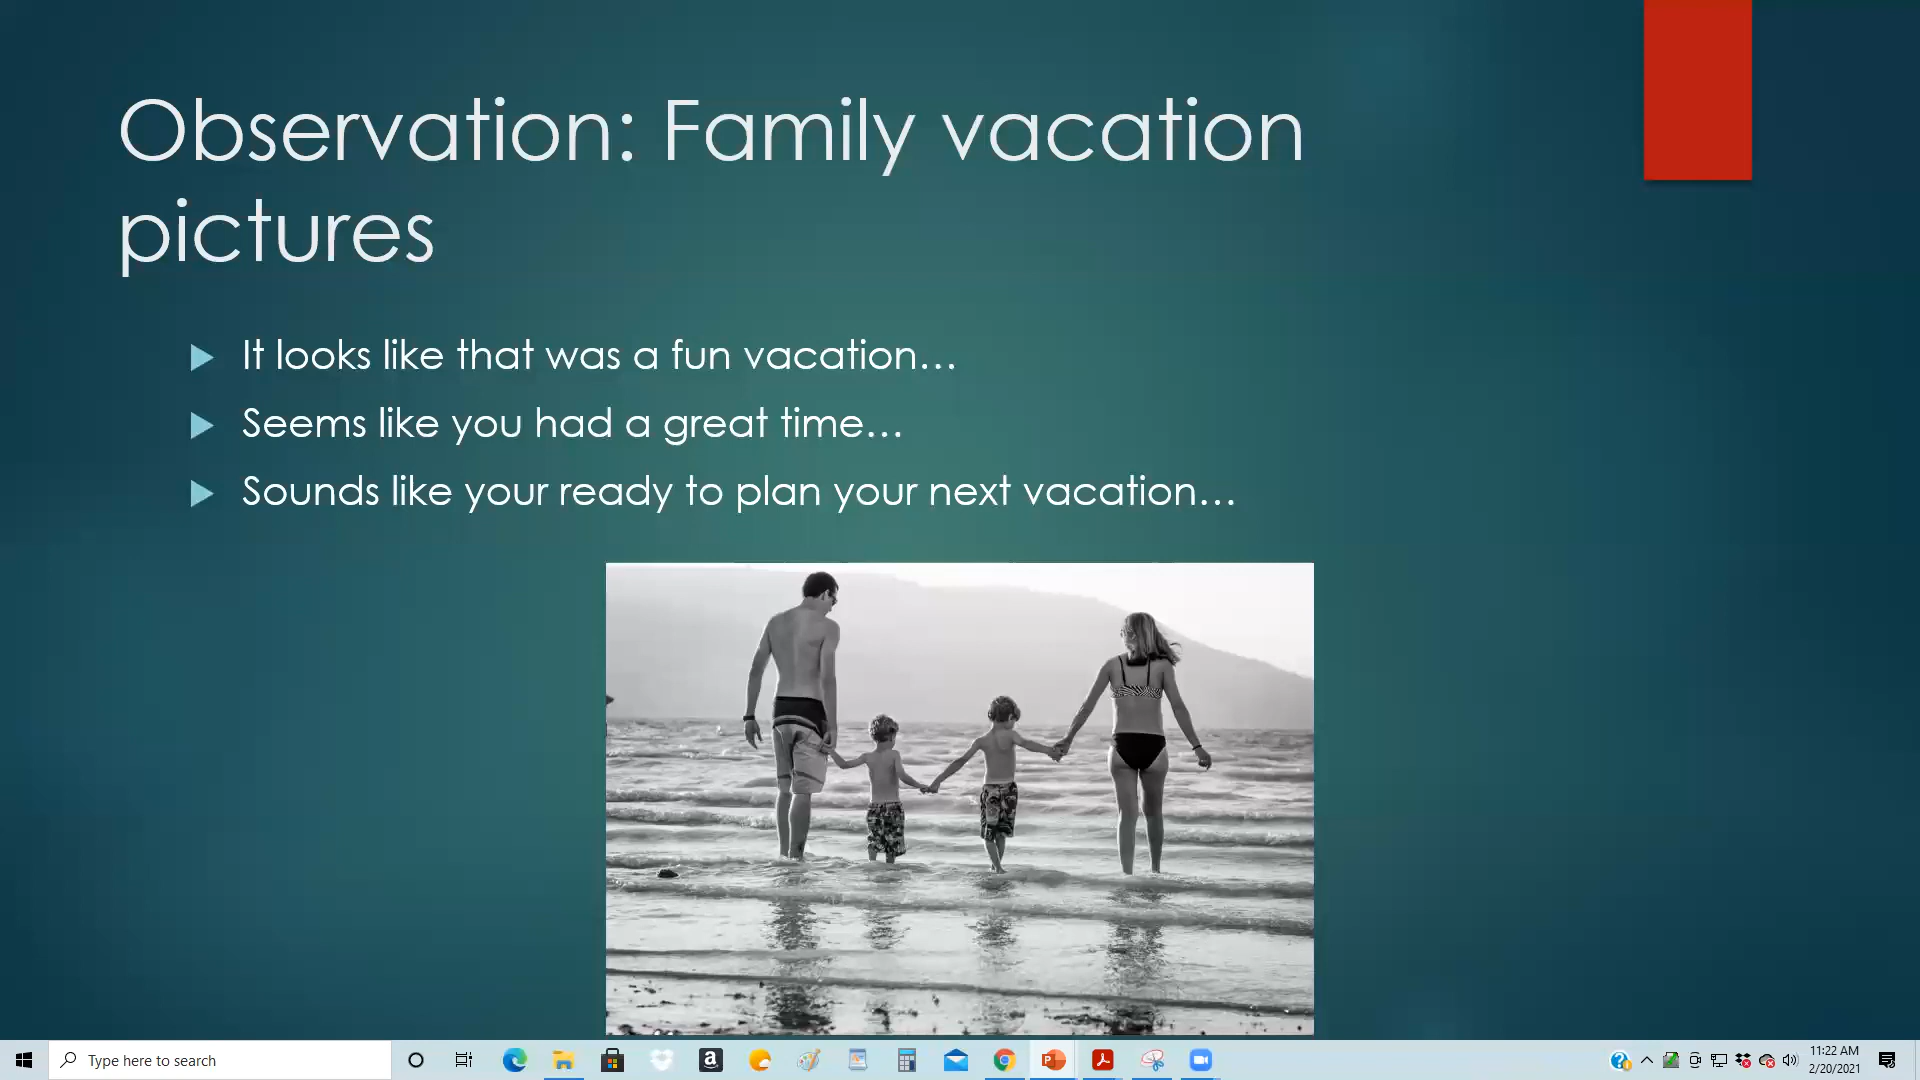 Observation: Family vacation
pictures
It looks like that was a fun vacation...
Seems like you had a great time...
Sounds like your ready to plan your next vacation...
Type here to search
11:22 AM
2/20/2021